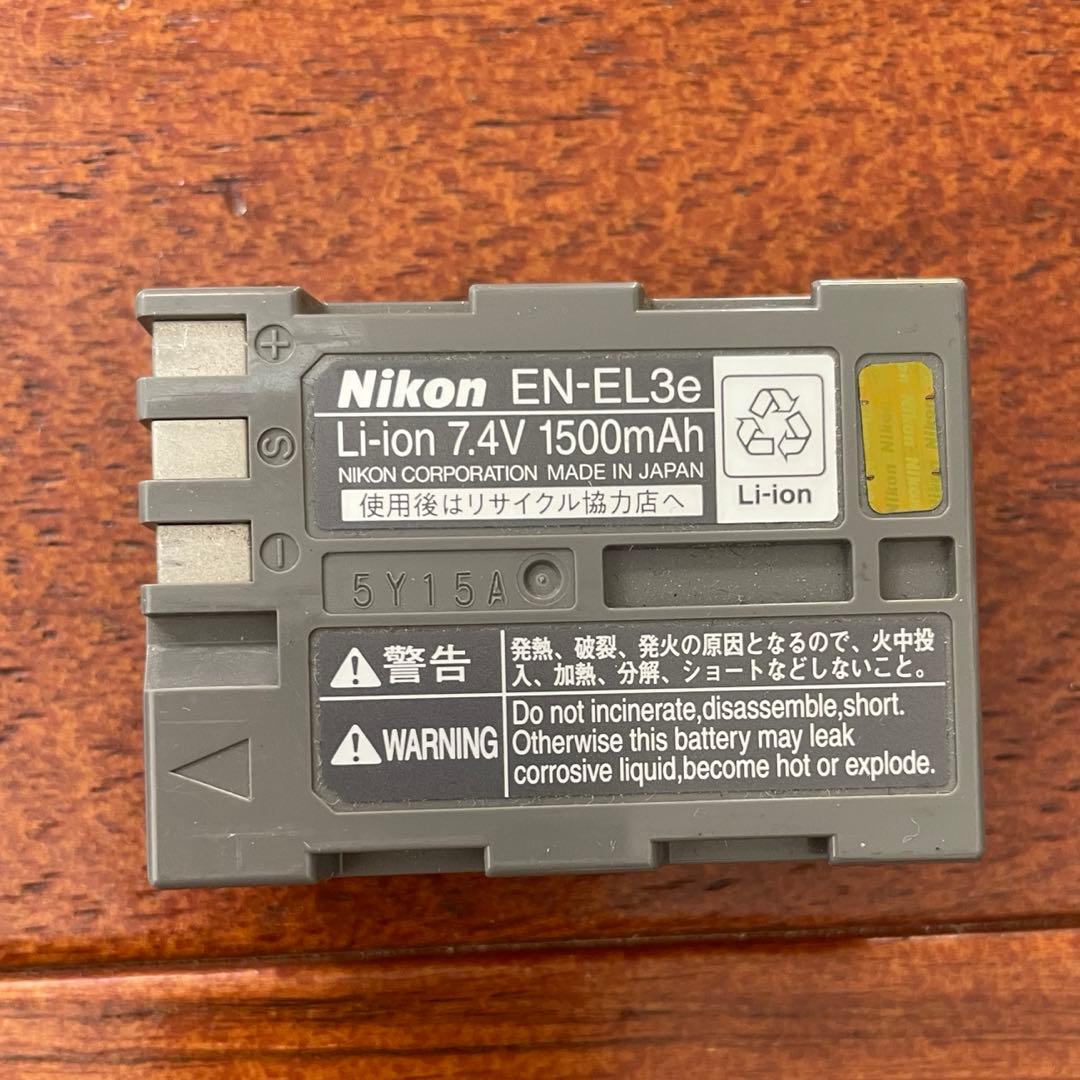 Nikon EN-EL3e
Li-ion 7.4V 1500mAh
NIKON CORPORATION MADE IN JAPAN
使用後はリサイクル協力店へ
Li-ion
+
S
−
5Y15A
警告
発熱、破裂、発火の原因となるので、火中投
入、加熱、分解、ショートなどしないこと。
WARNING
Do not incinerate,disassemble,short.
Otherwise this battery may leak
corrosive liquid,become hot or explode.
Nikon Nikon